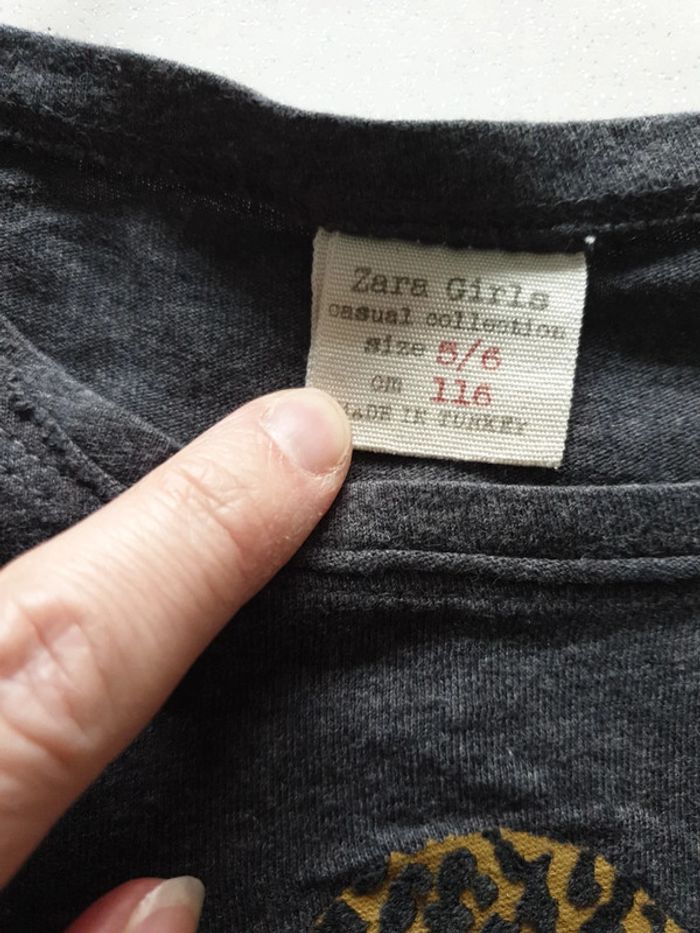 Zara Girls
casual collection
size 5/6
cm 116
MADE IN TURKEY